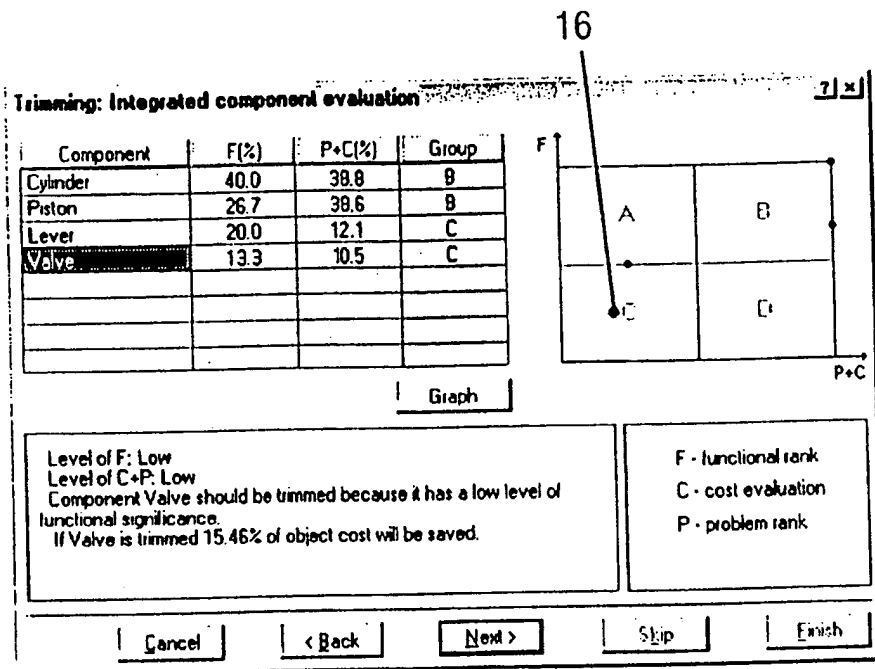 16
Trimming: Integrated component evaluation
? ×
Component F(%) P+C(%) Group
Cylinder 40.0 38.8 B
Piston 26.7 38.6 B
Lever 20.0 12.1 C
Valve 13.3 10.5 C
Graph
F
A B
C D
P+C
Level of F: Low
Level of C+P: Low
Component Valve should be trimmed because it has a low level of
functional significance.
If Valve is trimmed 15.46% of object cost will be saved.
F - functional rank
C - cost evaluation
P - problem rank
Cancel < Back Next > Skip Finish